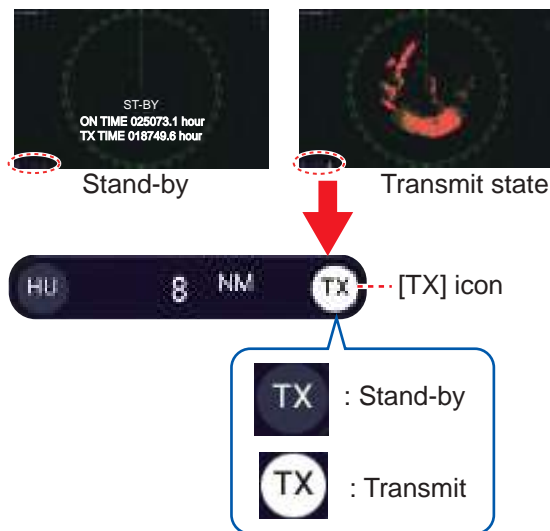 ST-BY
ON TIME 025073.1 hour
TX TIME 018749.6 hour
Stand-by
Transmit state
HU 8 NM TX
[TX] icon
TX : Stand-by
TX : Transmit